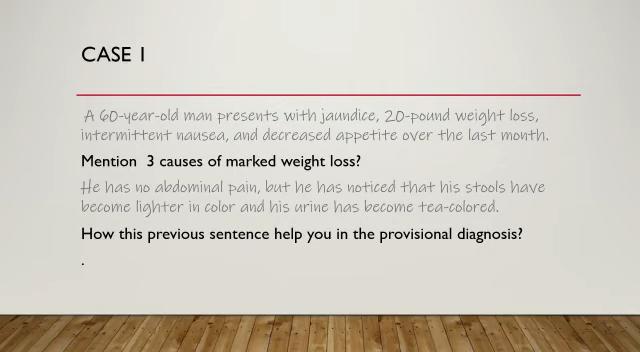 CASE 1
A 60-year-old man presents with jaundice, 20-pound weight loss,
intermittent nausea, and decreased appetite over the last month.
Mention  3 causes of marked weight loss?
He has no abdominal pain, but he has noticed that his stools have
become lighter in color and his urine has become tea-colored.
How this previous sentence help you in the provisional diagnosis?
.